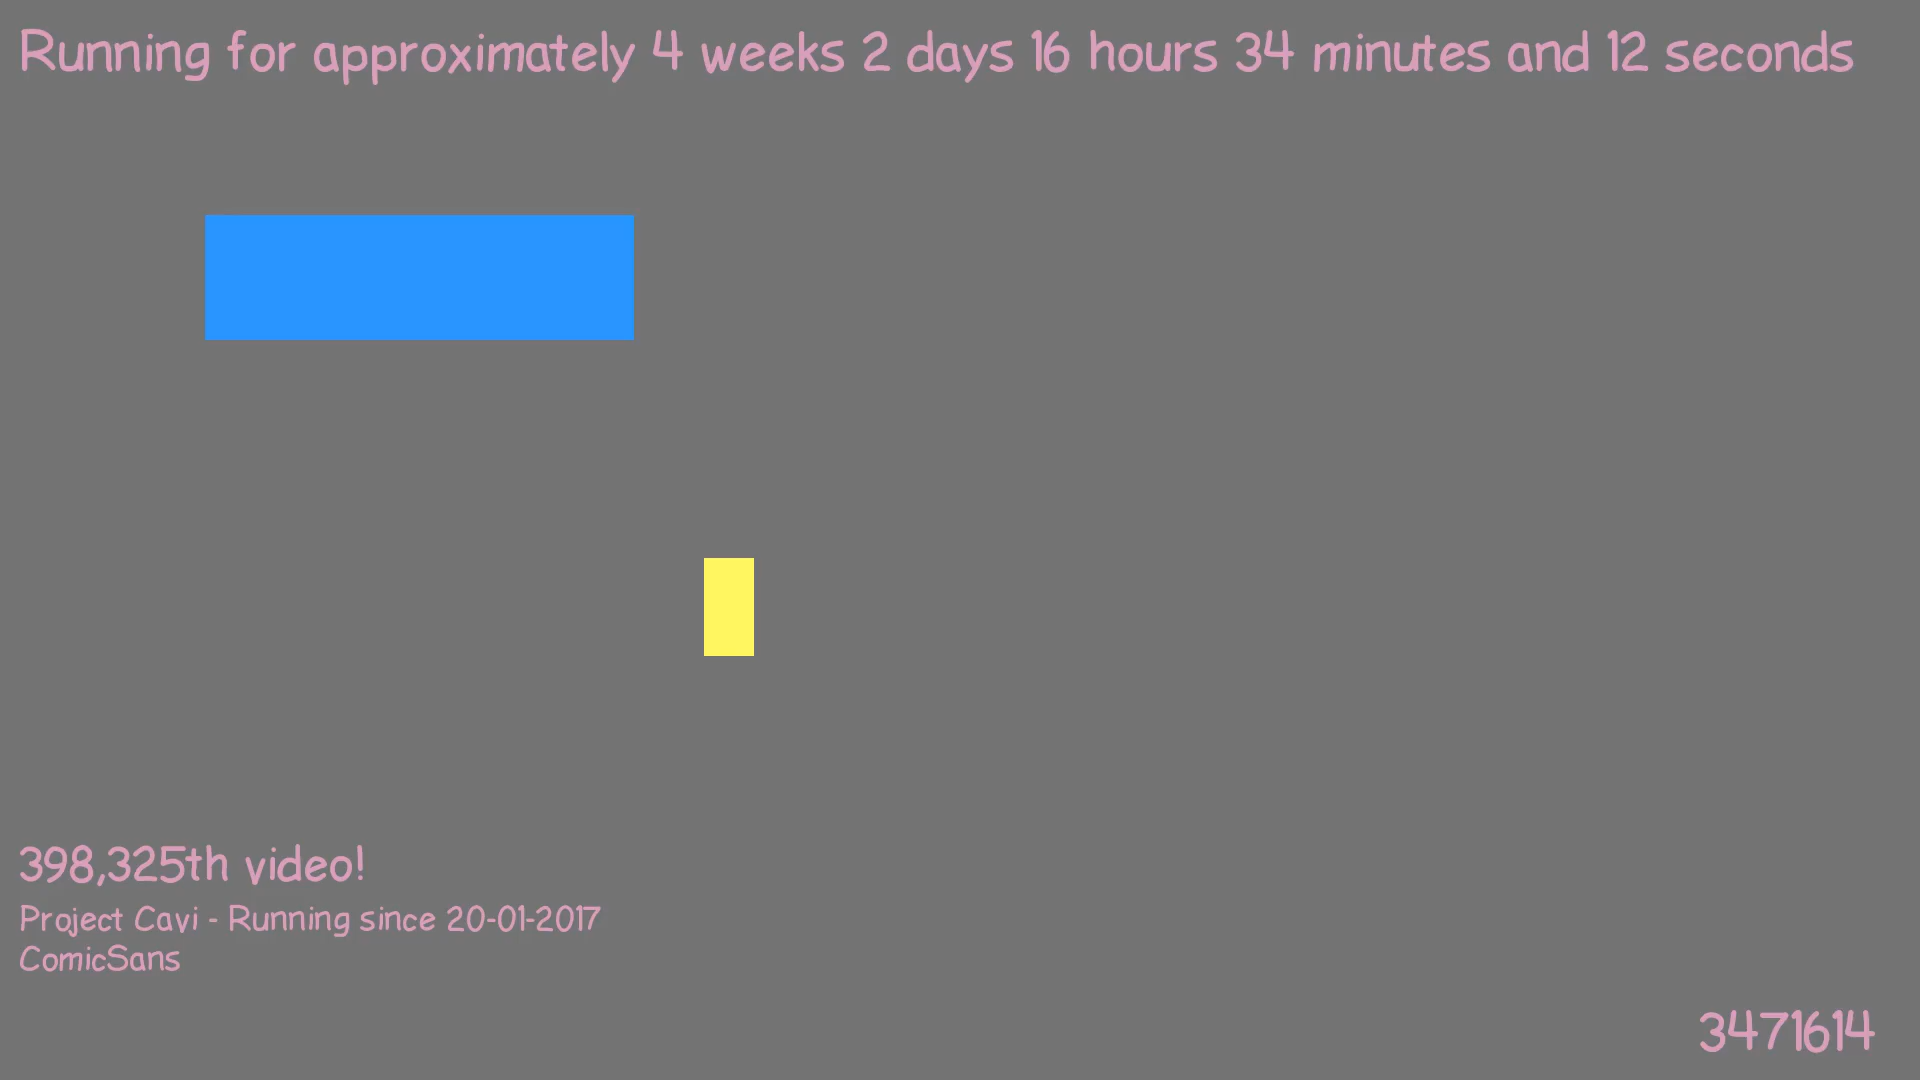 Running for approximately 4 weeks 2 days 16 hours 34 minutes and 12 seconds
398,325th video!
Project Cavi - Running since 20-01-2017
ComicSans
3471614